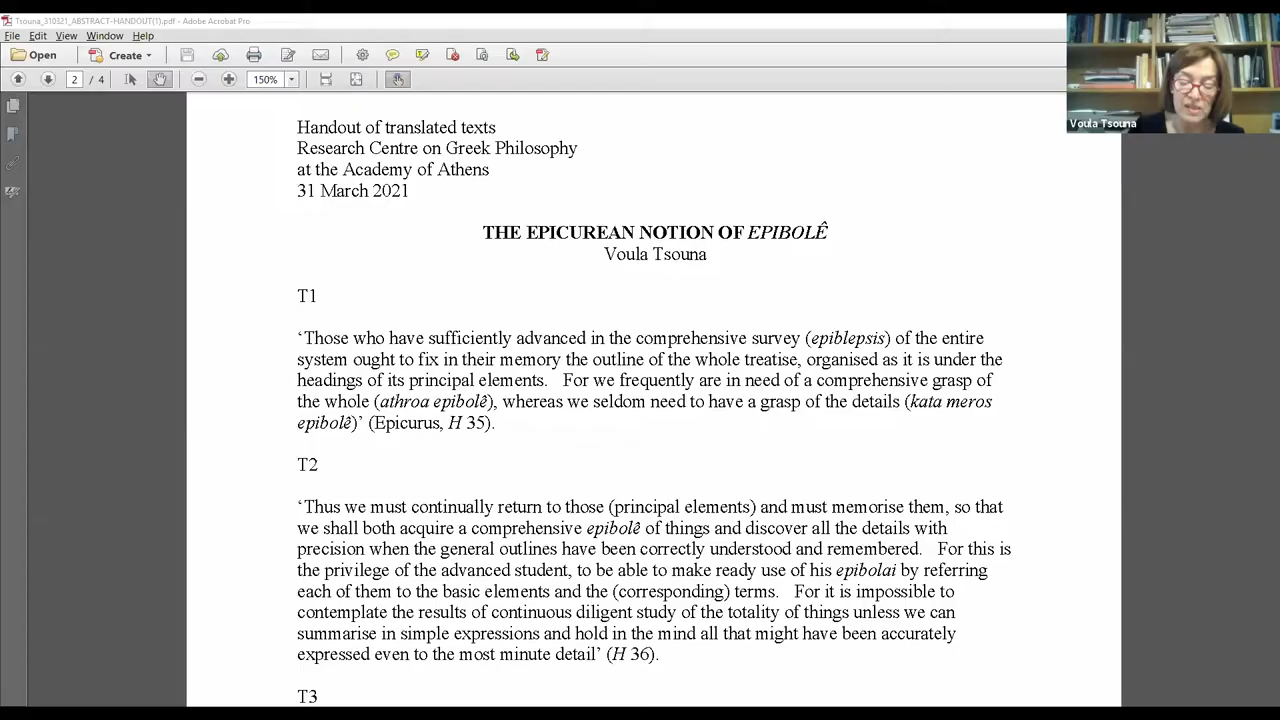 Tsouna_310321_ABSTRACT-HANDOUT(1).pdf - Adobe Acrobat Pro
File Edit View Window Help
Open Create
2 / 4 150%
Voula Tsouna
Handout of translated texts
Research Centre on Greek Philosophy
at the Academy of Athens
31 March 2021
THE EPICUREAN NOTION OF EPIBOLÊ
Voula Tsouna
T1
‘Those who have sufficiently advanced in the comprehensive survey (epiblepsis) of the entire
system ought to fix in their memory the outline of the whole treatise, organised as it is under the
headings of its principal elements. For we frequently are in need of a comprehensive grasp of
the whole (athroa epibolê), whereas we seldom need to have a grasp of the details (kata meros
epibolê)’ (Epicurus, H 35).
T2
‘Thus we must continually return to those (principal elements) and must memorise them, so that
we shall both acquire a comprehensive epibolê of things and discover all the details with
precision when the general outlines have been correctly understood and remembered. For this is
the privilege of the advanced student, to be able to make ready use of his epibolai by referring
each of them to the basic elements and the (corresponding) terms. For it is impossible to
contemplate the results of continuous diligent study of the totality of things unless we can
summarise in simple expressions and hold in the mind all that might have been accurately
expressed even to the most minute detail’ (H 36).
T3